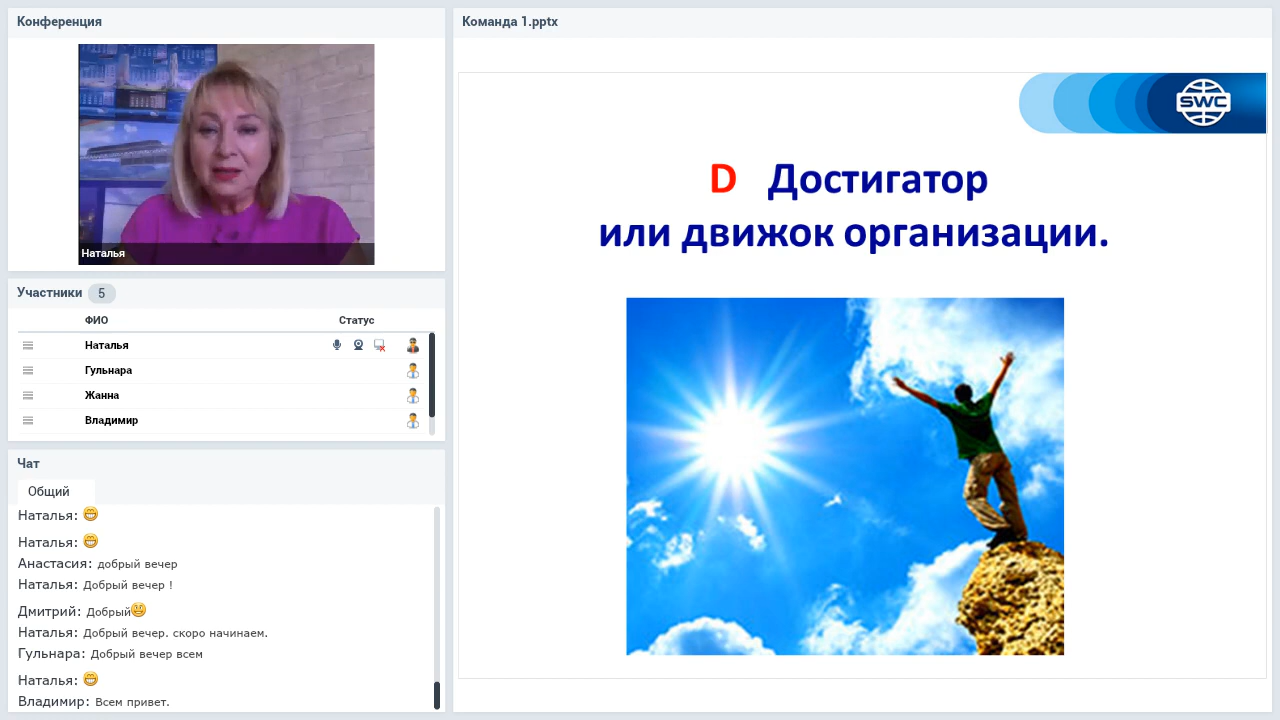 Конференция
Наталья
Участники 5
ФИО Статус
Наталья
Гульнара
Жанна
Владимир
Чат
Общий
Наталья:
Наталья:
Анастасия: добрый вечер
Наталья: Добрый вечер !
Дмитрий: Добрый
Наталья: Добрый вечер. скоро начинаем.
Гульнара: Добрый вечер всем
Наталья:
Владимир: Всем привет.
Команда 1.pptx
SWC
D Достигатор
или движок организации.